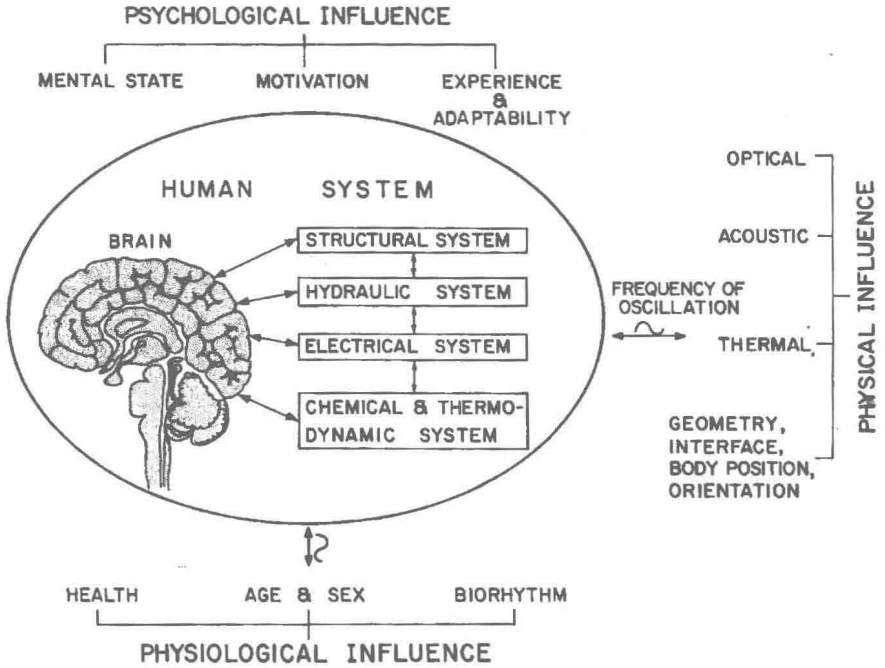 PSYCHOLOGICAL INFLUENCE
MENTAL STATE
MOTIVATION
EXPERIENCE
&
ADAPTABILITY
HUMAN SYSTEM
BRAIN
STRUCTURAL SYSTEM
HYDRAULIC SYSTEM
ELECTRICAL SYSTEM
CHEMICAL & THERMO-
DYNAMIC SYSTEM
FREQUENCY OF
OSCILLATION
OPTICAL
ACOUSTIC
THERMAL,
GEOMETRY,
INTERFACE,
BODY POSITION,
ORIENTATION
PHYSICAL INFLUENCE
HEALTH
AGE & SEX
BIORHYTHM
PHYSIOLOGICAL INFLUENCE